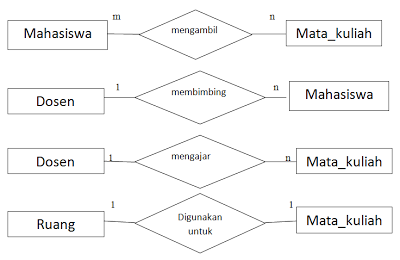 m n
Mahasiswa mengambil Mata_kuliah
1 n
Dosen membimbing Mahasiswa
Dosen 1 mengajar n Mata_kuliah
1 1
Ruang Digunakan untuk Mata_kuliah